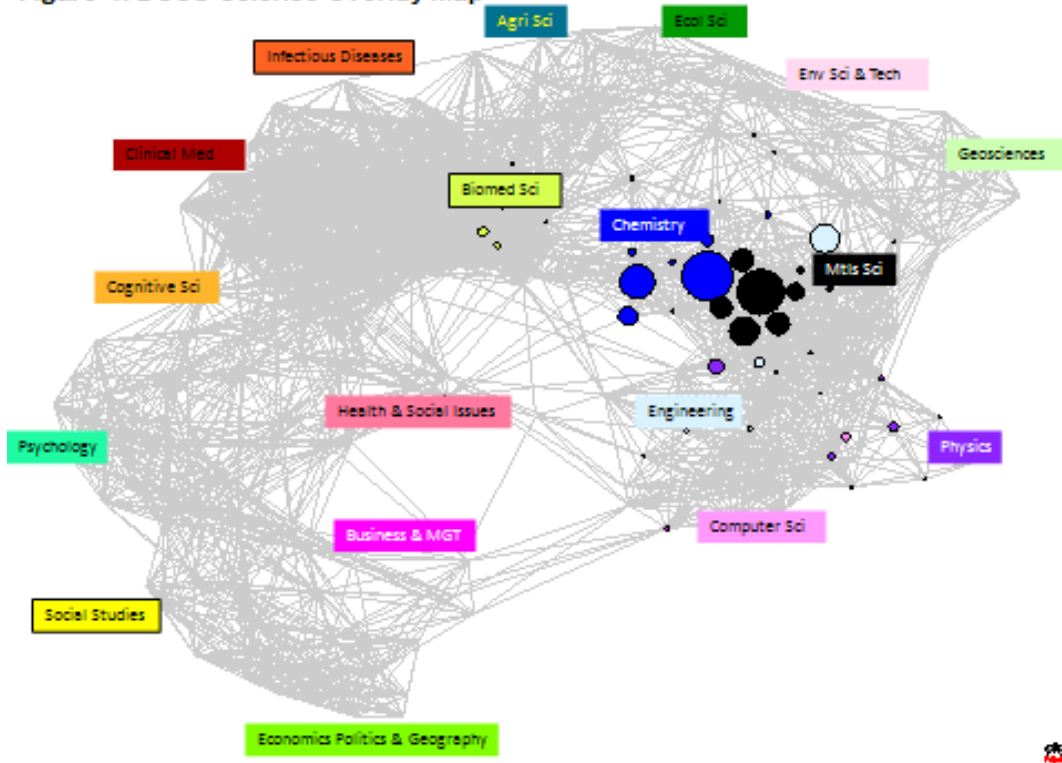 Agri Sci
Ecol Sci
Infectious Diseases
Env Sci & Tech
Clinical Med
Geosciences
Biomed Sci
Chemistry
Mtls Sci
Cognitive Sci
Health & Social Issues
Engineering
Psychology
Physics
Business & MGT
Computer Sci
Social Studies
Economics Politics & Geography